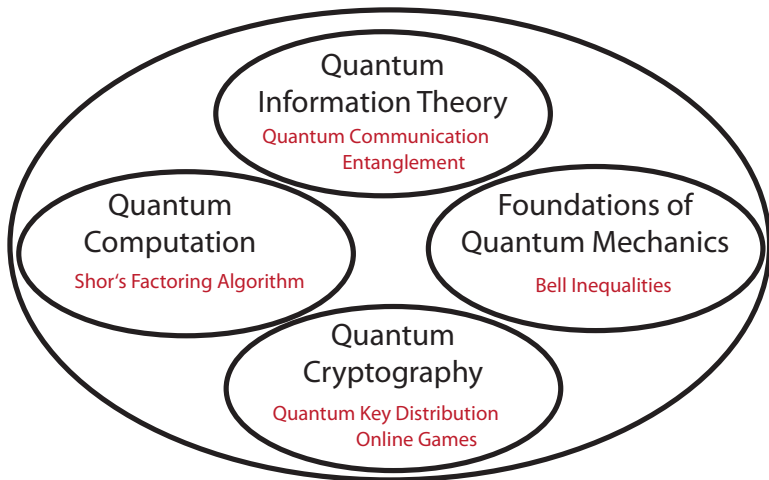 Quantum
Information Theory
Quantum Communication
Entanglement
Quantum
Computation
Shor's Factoring Algorithm
Foundations of
Quantum Mechanics
Bell Inequalities
Quantum
Cryptography
Quantum Key Distribution
Online Games